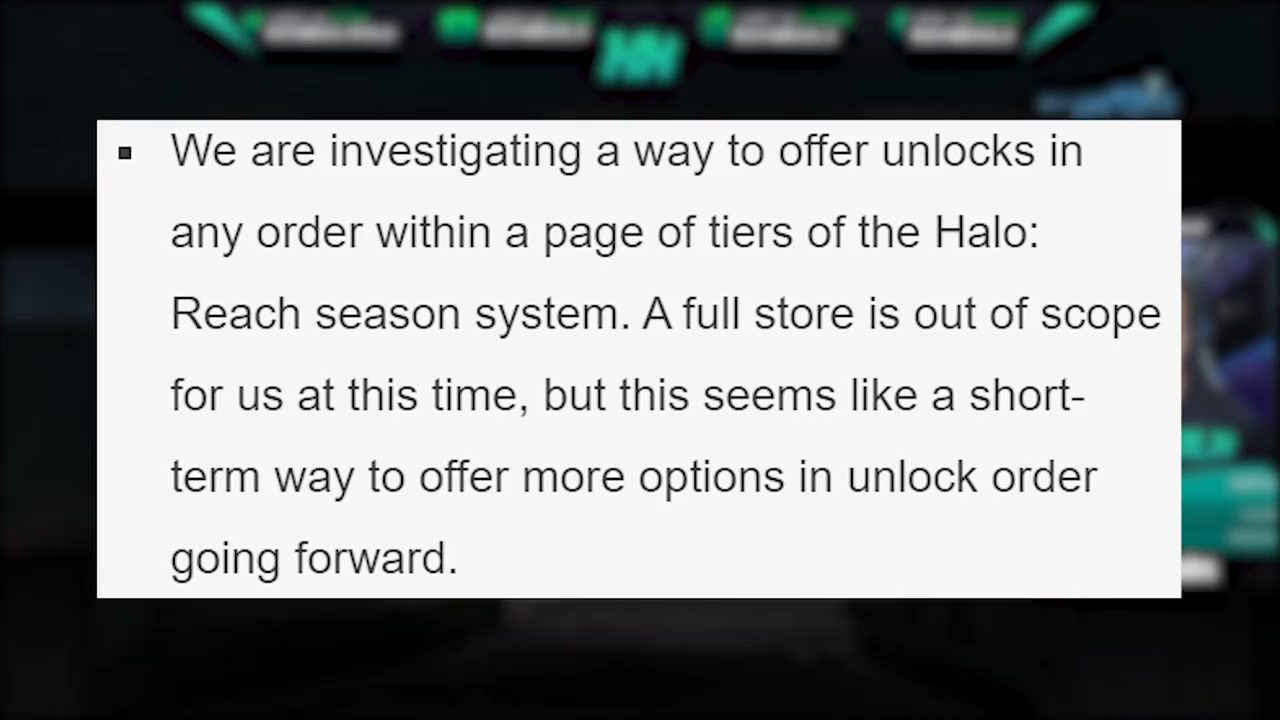 HH
▪ We are investigating a way to offer unlocks in
any order within a page of tiers of the Halo:
Reach season system. A full store is out of scope
for us at this time, but this seems like a short-
term way to offer more options in unlock order
going forward.